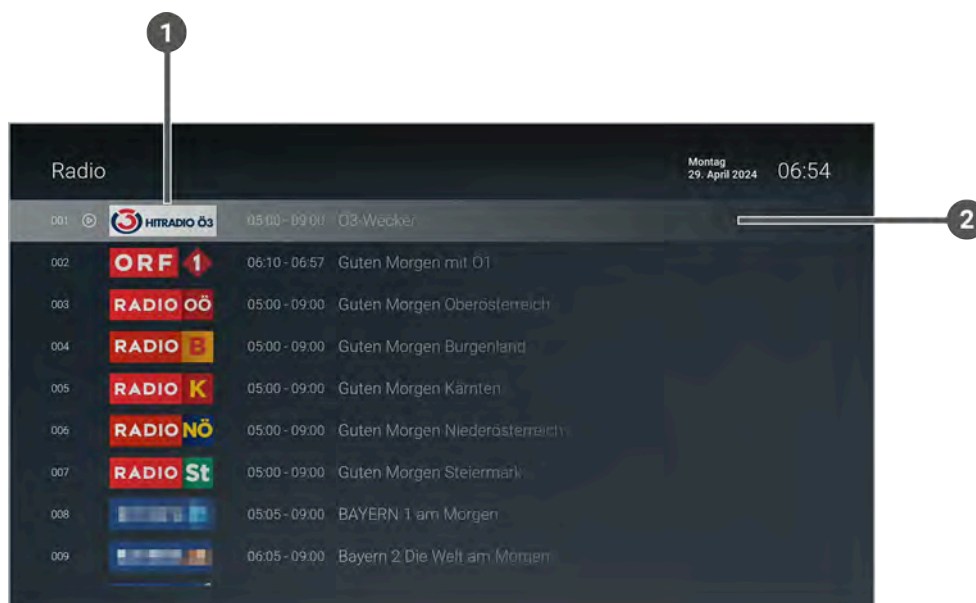 1
Radio
Montag
29. April 2024
06:54
001 3 HITRADIO Ö3 05:00 - 09:00 Ö3-Wecker
2
002 ORF 1 06:10 - 06:57 Guten Morgen mit Ö1
003 RADIO OÖ 05:00 - 09:00 Guten Morgen Oberösterreich
004 RADIO B 05:00 - 09:00 Guten Morgen Burgenland
005 RADIO K 05:00 - 09:00 Guten Morgen Kärnten
006 RADIO NÖ 05:00 - 09:00 Guten Morgen Niederösterreich
007 RADIO St 05:00 - 09:00 Guten Morgen Steiermark
008 05:05 - 09:00 BAYERN 1 am Morgen
009 06:05 - 09:00 Bayern 2 Die Welt am Morgen